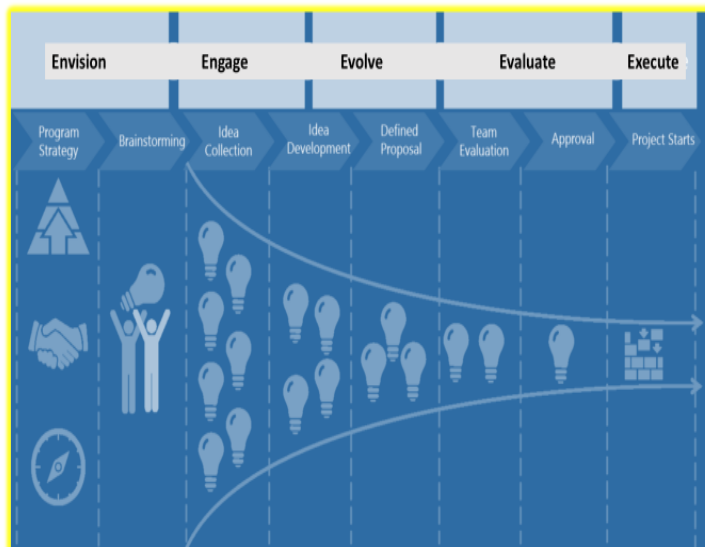 Envision
Engage
Evolve
Evaluate
Execute
Program
Strategy
Brainstorming
Idea
Collection
Idea
Development
Defined
Proposal
Team
Evaluation
Approval
Project Starts